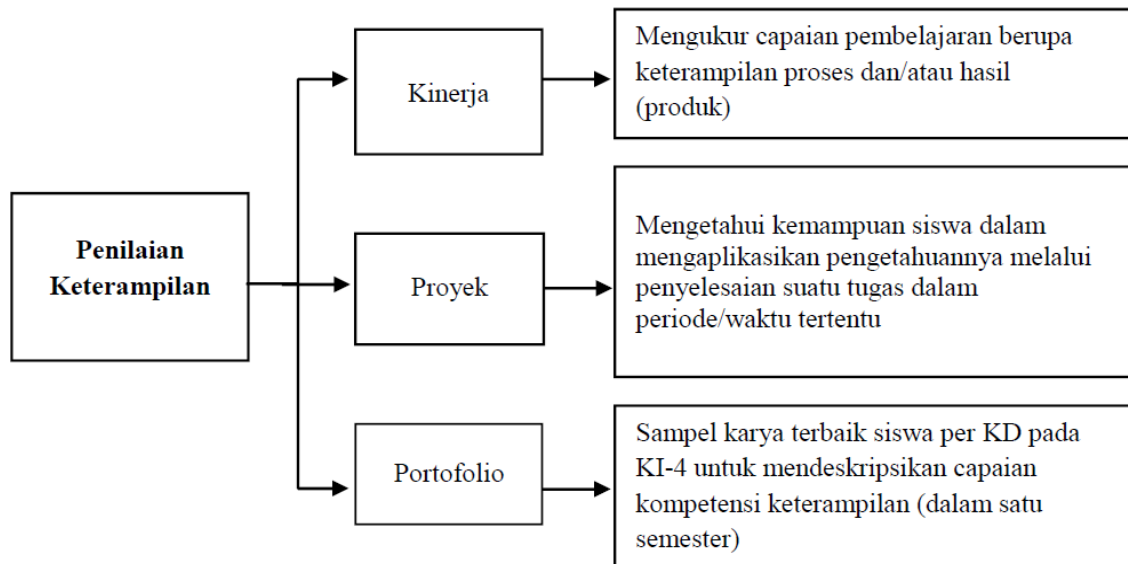 Penilaian
Keterampilan
Kinerja
Mengukur capaian pembelajaran berupa
keterampilan proses dan/atau hasil
(produk)
Proyek
Mengetahui kemampuan siswa dalam
mengaplikasikan pengetahuannya melalui
penyelesaian suatu tugas dalam
periode/waktu tertentu
Portofolio
Sampel karya terbaik siswa per KD pada
KI-4 untuk mendeskripsikan capaian
kompetensi keterampilan (dalam satu
semester)